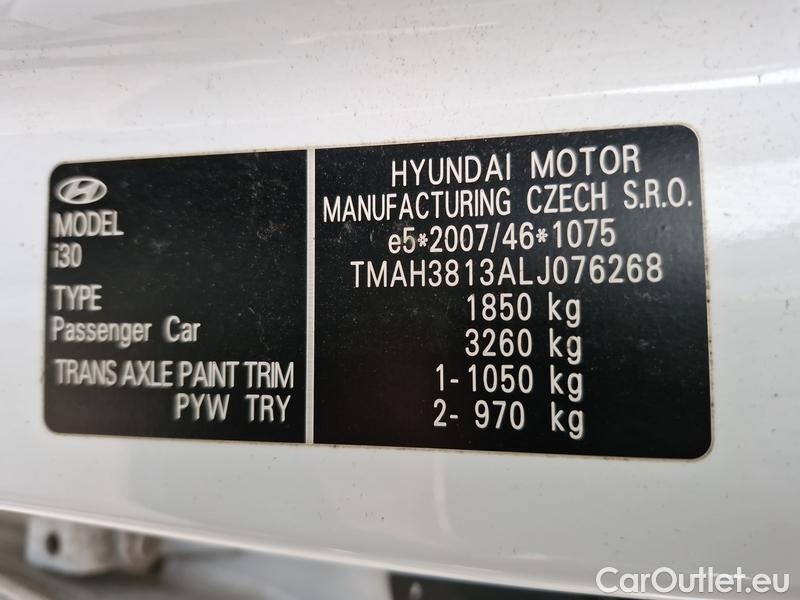 MODEL
i30
TYPE
Passenger Car
TRANS AXLE PAINT TRIM
PYW TRY
HYUNDAI MOTOR
MANUFACTURING CZECH S.R.O.
e5*2007/46*1075
TMAH3813ALJ076268
1850 kg
3260 kg
1- 1050 kg
2- 970 kg
CarOutlet.eu